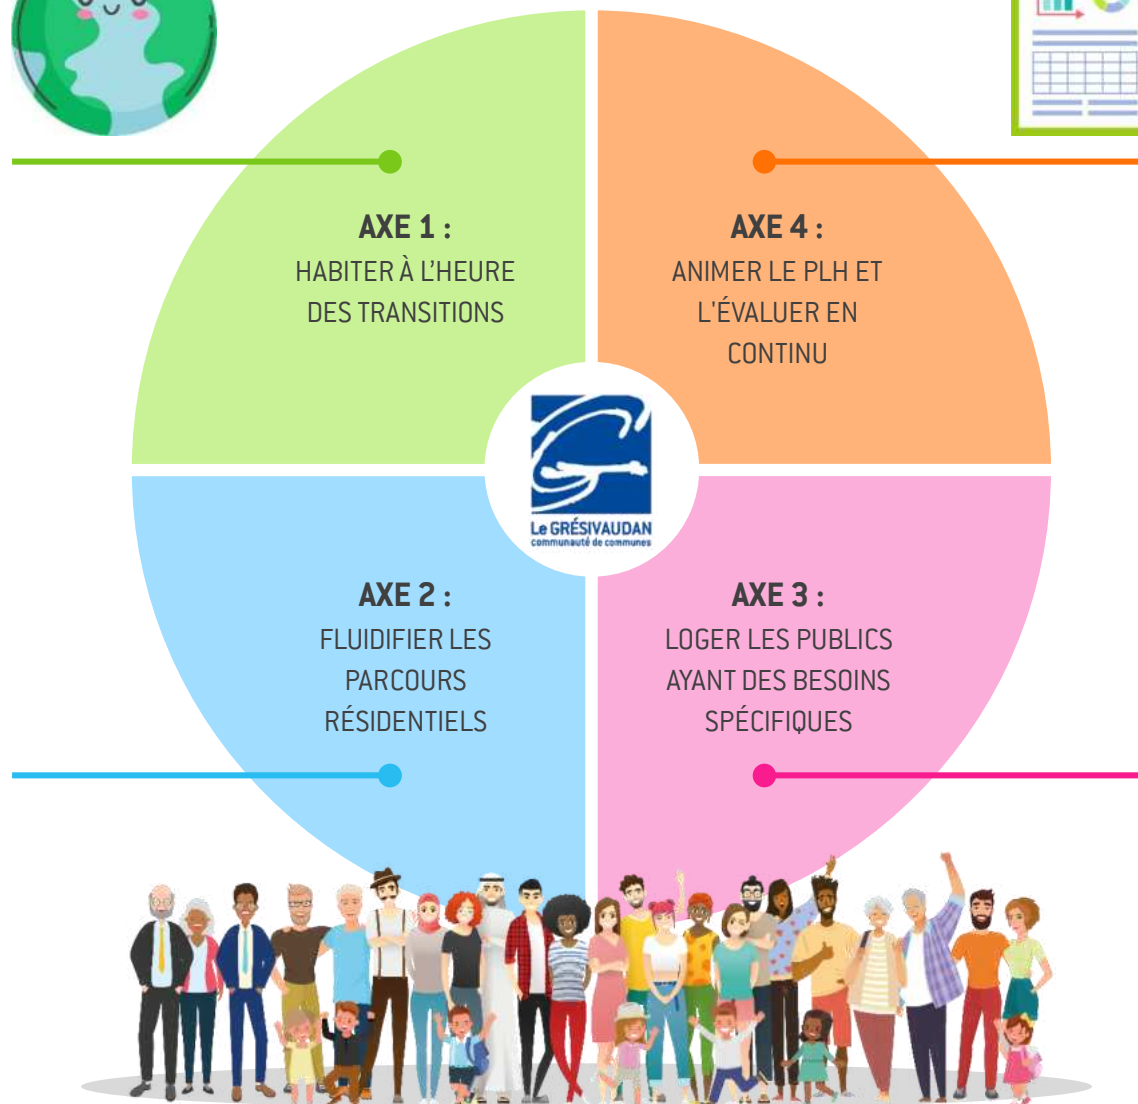 AXE 1 :
HABITER À L'HEURE
DES TRANSITIONS
AXE 4 :
ANIMER LE PLH ET
L'ÉVALUER EN
CONTINU
Le GRÉSIVAUDAN
communauté de communes
AXE 2 :
FLUIDIFIER LES
PARCOURS
RÉSIDENTIELS
AXE 3 :
LOGER LES PUBLICS
AYANT DES BESOINS
SPÉCIFIQUES